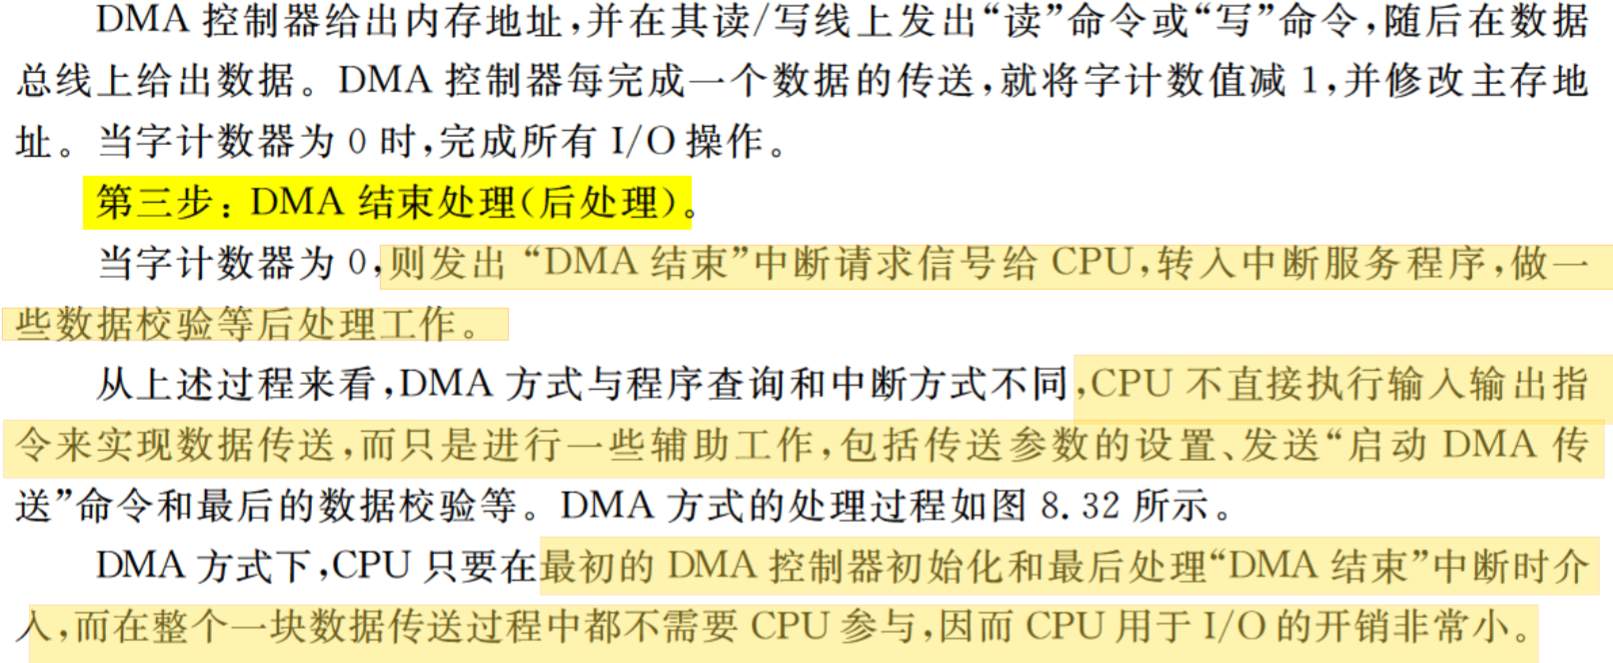 DMA 控制器给出内存地址,并在其读/写线上发出“读”命令或“写”命令,随后在数据
总线上给出数据。DMA 控制器每完成一个数据的传送,就将字计数值减 1,并修改主存地
址。当字计数器为 0 时,完成所有 I/O 操作。
第三步:DMA 结束处理(后处理)。
当字计数器为 0,则发出 “DMA 结束”中断请求信号给 CPU,转入中断服务程序,做一
些数据校验等后处理工作。
从上述过程来看,DMA 方式与程序查询和中断方式不同,CPU 不直接执行输入输出指
令来实现数据传送,而只是进行一些辅助工作,包括传送参数的设置、发送“启动 DMA 传
送”命令和最后的数据校验等。DMA 方式的处理过程如图 8.32 所示。
DMA 方式下,CPU 只要在最初的 DMA 控制器初始化和最后处理“DMA 结束”中断时介
入,而在整个一块数据传送过程中都不需要 CPU 参与,因而 CPU 用于 I/O 的开销非常小。